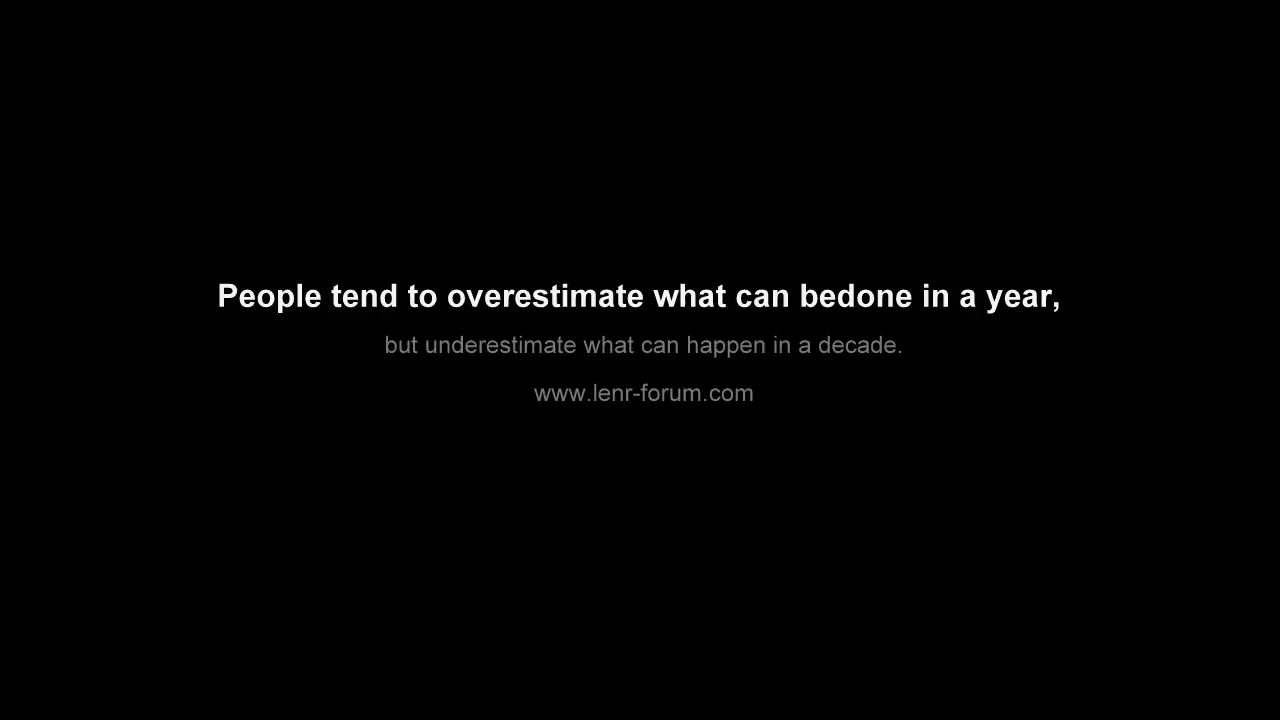 People tend to overestimate what can bedone in a year,
but underestimate what can happen in a decade.
www.lenr-forum.com